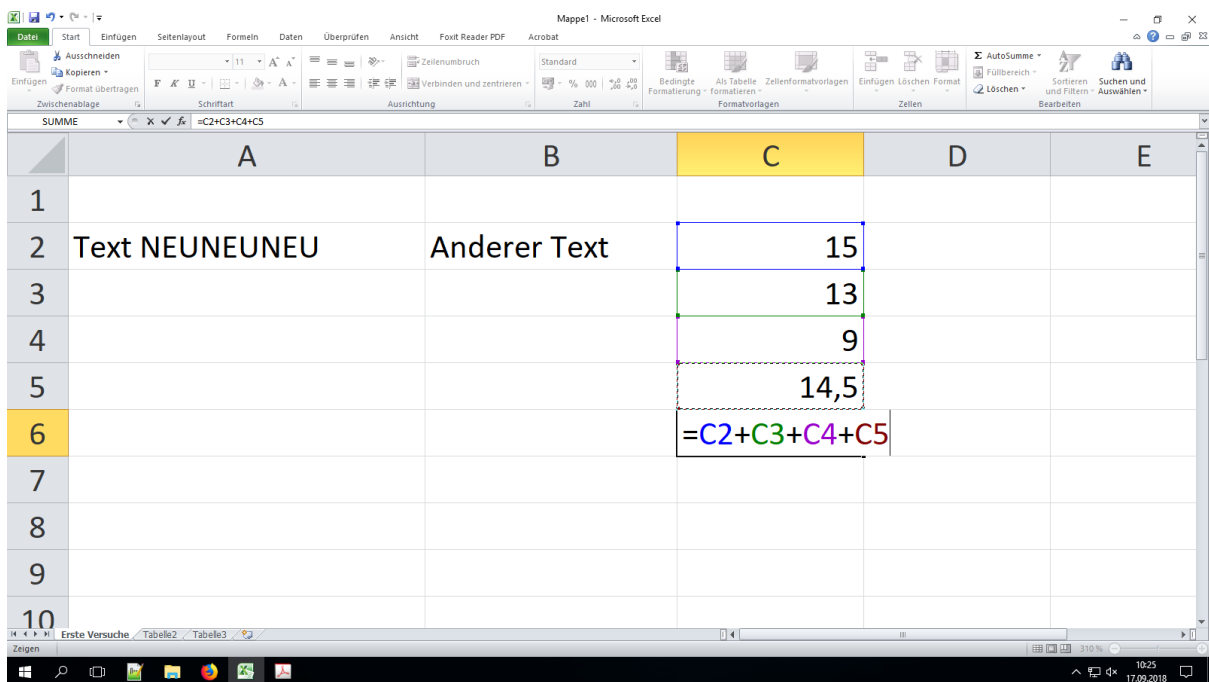 Mappe1 - Microsoft Excel
Datei Start Einfügen Seitenlayout Formeln Daten Überprüfen Ansicht Foxit Reader PDF Acrobat
Einfügen
Ausschneiden
Kopieren
Format übertragen
Zwischenablage
11 A A
F K U A
Schriftart
Zeilenumbruch
Verbinden und zentrieren
Ausrichtung
Standard
% 000
Zahl
Bedingte Formatierung
Als Tabelle formatieren
Zellenformatvorlagen
Formatvorlagen
Einfügen Löschen Format
Zellen
Σ AutoSumme
Füllbereich
Löschen
Sortieren und Filtern
Suchen und Auswählen
Bearbeiten
SUMME fx =C2+C3+C4+C5
A B C D E
1
2 Text NEUNEUNEU Anderer Text 15
3 13
4 9
5 14,5
6 =C2+C3+C4+C5
7
8
9
10
Erste Versuche Tabelle2 Tabelle3
Zeigen 310 %
10:25
17.09.2018